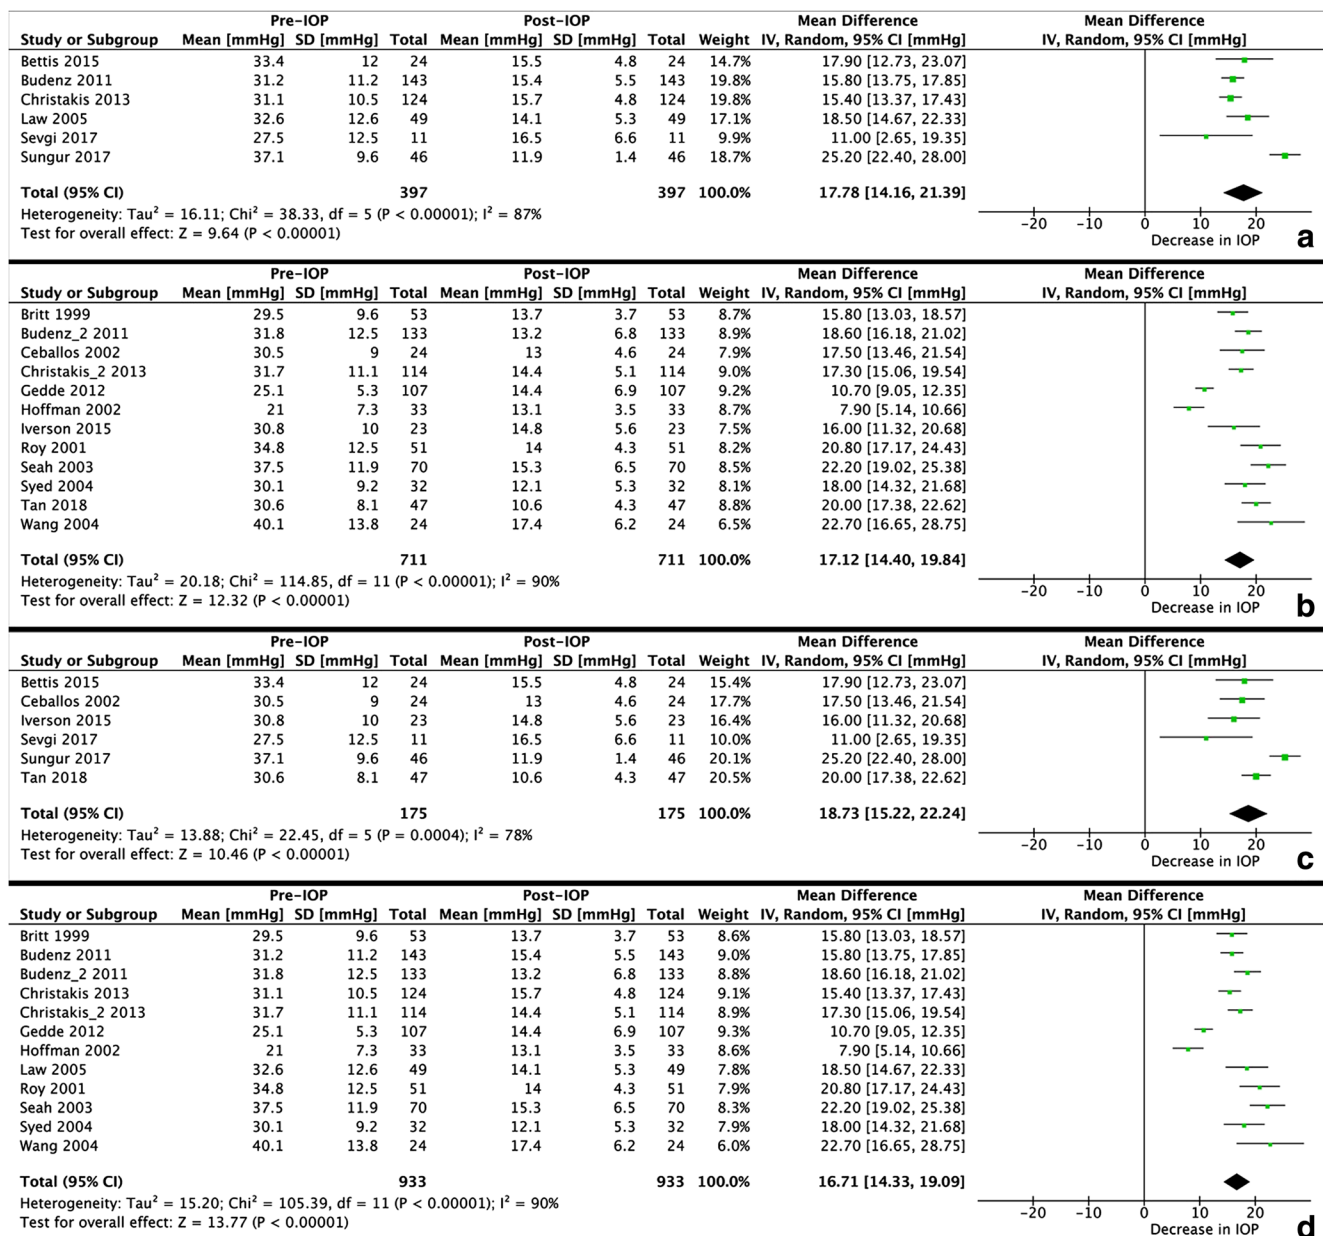 Pre-IOP Post-IOP Mean Difference Mean Difference
Study or Subgroup Mean [mmHg] SD [mmHg] Total Mean [mmHg] SD [mmHg] Total Weight IV, Random, 95% CI [mmHg] IV, Random, 95% CI [mmHg]
Bettis 2015 33.4 12 24 15.5 4.8 24 14.7% 17.90 [12.73, 23.07]
Budenz 2011 31.2 11.2 143 15.4 5.5 143 19.8% 15.80 [13.75, 17.85]
Christakis 2013 31.1 10.5 124 15.7 4.8 124 19.8% 15.40 [13.37, 17.43]
Law 2005 32.6 12.6 49 14.1 5.3 49 17.1% 18.50 [14.67, 22.33]
Sevgi 2017 27.5 12.5 11 16.5 6.6 11 9.9% 11.00 [2.65, 19.35]
Sungur 2017 37.1 9.6 46 11.9 1.4 46 18.7% 25.20 [22.40, 28.00]
Total (95% CI) 397 397 100.0% 17.78 [14.16, 21.39]
Heterogeneity: Tau² = 16.11; Chi² = 38.33, df = 5 (P < 0.00001); I² = 87%
Test for overall effect: Z = 9.64 (P < 0.00001)
-20 -10 0 10 20
Decrease in IOP
a
Pre-IOP Post-IOP Mean Difference Mean Difference
Study or Subgroup Mean [mmHg] SD [mmHg] Total Mean [mmHg] SD [mmHg] Total Weight IV, Random, 95% CI [mmHg] IV, Random, 95% CI [mmHg]
Britt 1999 29.5 9.6 53 13.7 3.7 53 8.7% 15.80 [13.03, 18.57]
Budenz_2 2011 31.8 12.5 133 13.2 6.8 133 8.9% 18.60 [16.18, 21.02]
Ceballos 2002 30.5 9 24 13 4.6 24 7.9% 17.50 [13.46, 21.54]
Christakis_2 2013 31.7 11.1 114 14.4 5.1 114 9.0% 17.30 [15.06, 19.54]
Gedde 2012 25.1 5.3 107 14.4 6.9 107 9.2% 10.70 [9.05, 12.35]
Hoffman 2002 21 7.3 33 13.1 3.5 33 8.7% 7.90 [5.14, 10.66]
Iverson 2015 30.8 10 23 14.8 5.6 23 7.5% 16.00 [11.32, 20.68]
Roy 2001 34.8 12.5 51 14 4.3 51 8.2% 20.80 [17.17, 24.43]
Seah 2003 37.5 11.9 70 15.3 6.5 70 8.5% 22.20 [19.02, 25.38]
Syed 2004 30.1 9.2 32 12.1 5.3 32 8.1% 18.00 [14.32, 21.68]
Tan 2018 30.6 8.1 47 10.6 4.3 47 8.8% 20.00 [17.38, 22.62]
Wang 2004 40.1 13.8 24 17.4 6.2 24 6.5% 22.70 [16.65, 28.75]
Total (95% CI) 711 711 100.0% 17.12 [14.40, 19.84]
Heterogeneity: Tau² = 20.18; Chi² = 114.85, df = 11 (P < 0.00001); I² = 90%
Test for overall effect: Z = 12.32 (P < 0.00001)
-20 -10 0 10 20
Decrease in IOP
b
Pre-IOP Post-IOP Mean Difference Mean Difference
Study or Subgroup Mean [mmHg] SD [mmHg] Total Mean [mmHg] SD [mmHg] Total Weight IV, Random, 95% CI [mmHg] IV, Random, 95% CI [mmHg]
Bettis 2015 33.4 12 24 15.5 4.8 24 15.4% 17.90 [12.73, 23.07]
Ceballos 2002 30.5 9 24 13 4.6 24 17.7% 17.50 [13.46, 21.54]
Iverson 2015 30.8 10 23 14.8 5.6 23 16.4% 16.00 [11.32, 20.68]
Sevgi 2017 27.5 12.5 11 16.5 6.6 11 10.0% 11.00 [2.65, 19.35]
Sungur 2017 37.1 9.6 46 11.9 1.4 46 20.1% 25.20 [22.40, 28.00]
Tan 2018 30.6 8.1 47 10.6 4.3 47 20.5% 20.00 [17.38, 22.62]
Total (95% CI) 175 175 100.0% 18.73 [15.22, 22.24]
Heterogeneity: Tau² = 13.88; Chi² = 22.45, df = 5 (P = 0.0004); I² = 78%
Test for overall effect: Z = 10.46 (P < 0.00001)
-20 -10 0 10 20
Decrease in IOP
c
Pre-IOP Post-IOP Mean Difference Mean Difference
Study or Subgroup Mean [mmHg] SD [mmHg] Total Mean [mmHg] SD [mmHg] Total Weight IV, Random, 95% CI [mmHg] IV, Random, 95% CI [mmHg]
Britt 1999 29.5 9.6 53 13.7 3.7 53 8.6% 15.80 [13.03, 18.57]
Budenz 2011 31.2 11.2 143 15.4 5.5 143 9.0% 15.80 [13.75, 17.85]
Budenz_2 2011 31.8 12.5 133 13.2 6.8 133 8.8% 18.60 [16.18, 21.02]
Christakis 2013 31.1 10.5 124 15.7 4.8 124 9.1% 15.40 [13.37, 17.43]
Christakis_2 2013 31.7 11.1 114 14.4 5.1 114 8.9% 17.30 [15.06, 19.54]
Gedde 2012 25.1 5.3 107 14.4 6.9 107 9.3% 10.70 [9.05, 12.35]
Hoffman 2002 21 7.3 33 13.1 3.5 33 8.6% 7.90 [5.14, 10.66]
Law 2005 32.6 12.6 49 14.1 5.3 49 7.8% 18.50 [14.67, 22.33]
Roy 2001 34.8 12.5 51 14 4.3 51 7.9% 20.80 [17.17, 24.43]
Seah 2003 37.5 11.9 70 15.3 6.5 70 8.3% 22.20 [19.02, 25.38]
Syed 2004 30.1 9.2 32 12.1 5.3 32 7.9% 18.00 [14.32, 21.68]
Wang 2004 40.1 13.8 24 17.4 6.2 24 6.0% 22.70 [16.65, 28.75]
Total (95% CI) 933 933 100.0% 16.71 [14.33, 19.09]
Heterogeneity: Tau² = 15.20; Chi² = 105.39, df = 11 (P < 0.00001); I² = 90%
Test for overall effect: Z = 13.77 (P < 0.00001)
-20 -10 0 10 20
Decrease in IOP
d